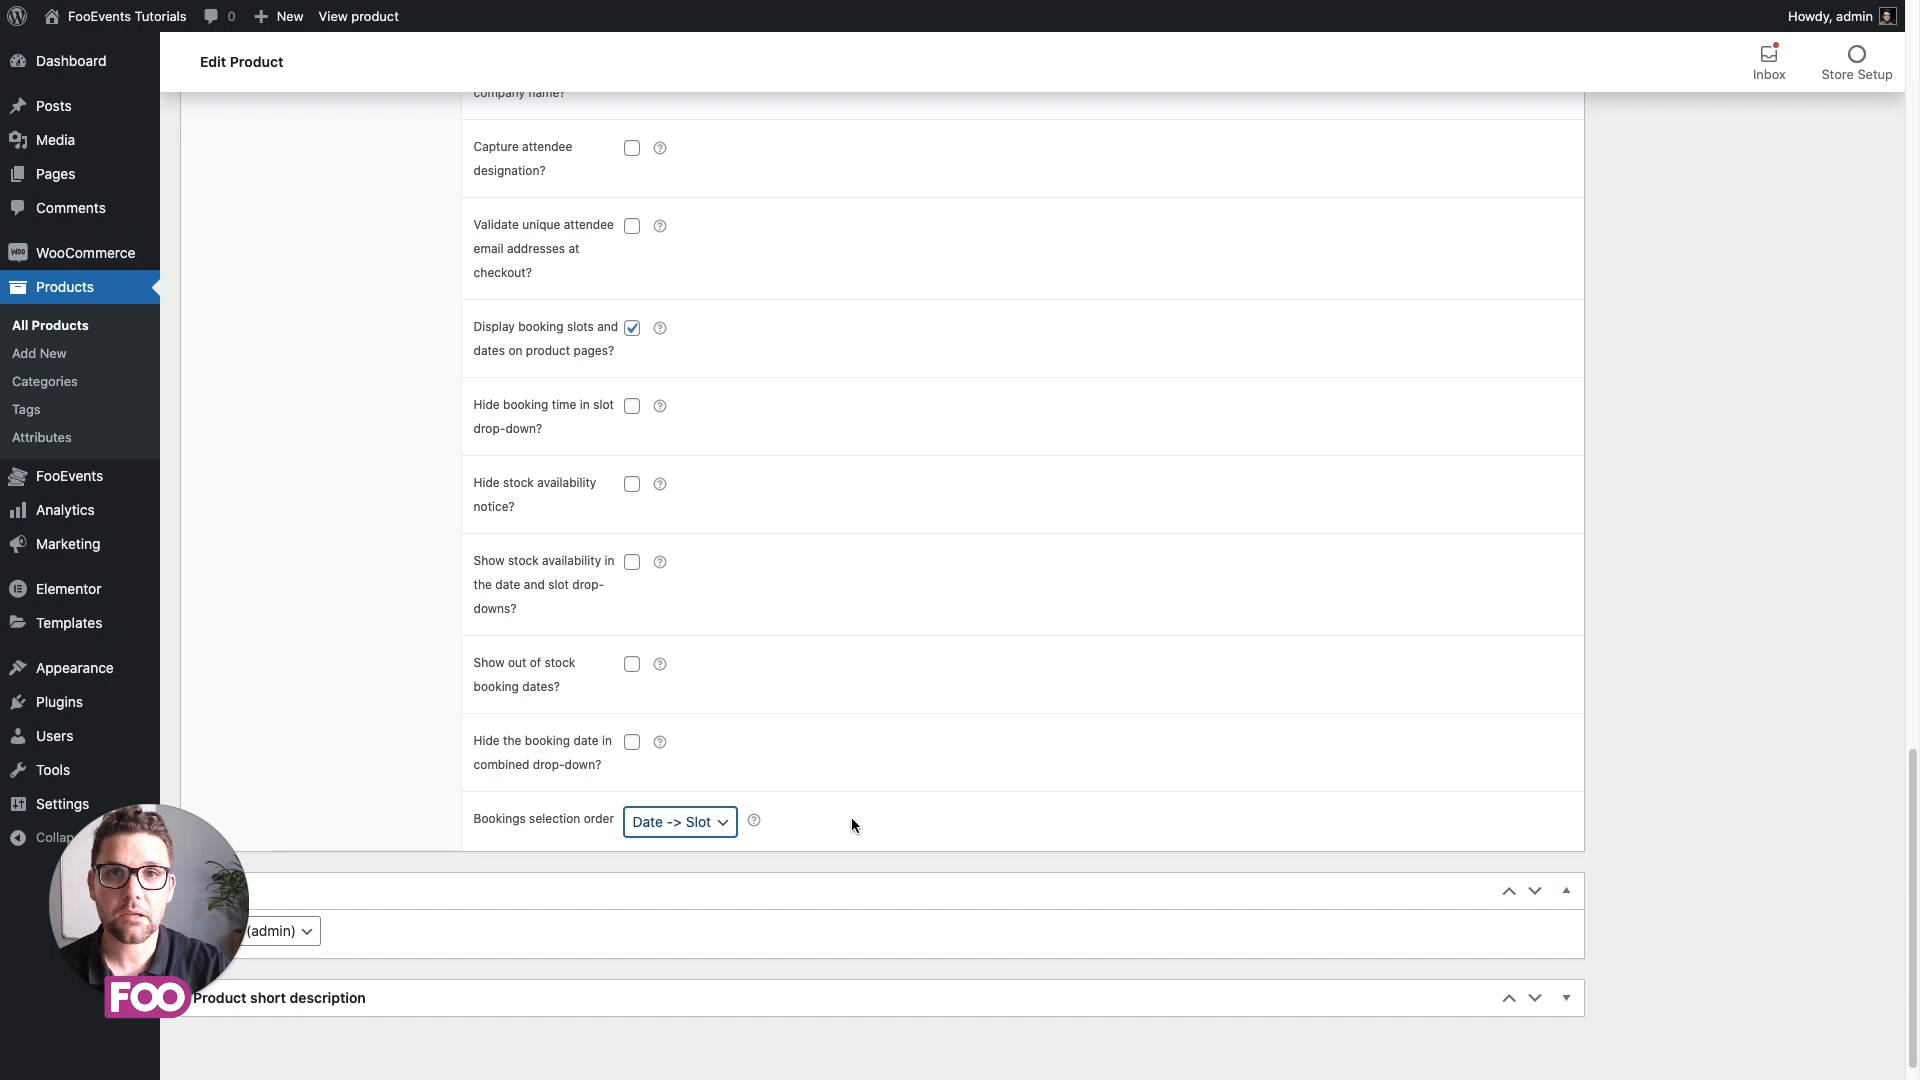 FooEvents Tutorials
0
New
View product
Howdy, admin
Edit Product
Inbox
Store Setup
Dashboard
Posts
Media
Pages
Comments
WooCommerce
Products
All Products
Add New
Categories
Tags
Attributes
FooEvents
Analytics
Marketing
Elementor
Templates
Appearance
Plugins
Users
Tools
Settings
Collap
company name?
Capture attendee
designation?
Validate unique attendee
email addresses at
checkout?
Display booking slots and
dates on product pages?
Hide booking time in slot
drop-down?
Hide stock availability
notice?
Show stock availability in
the date and slot drop-
downs?
Show out of stock
booking dates?
Hide the booking date in
combined drop-down?
Bookings selection order
Date -> Slot
(admin)
FOO
Product short description